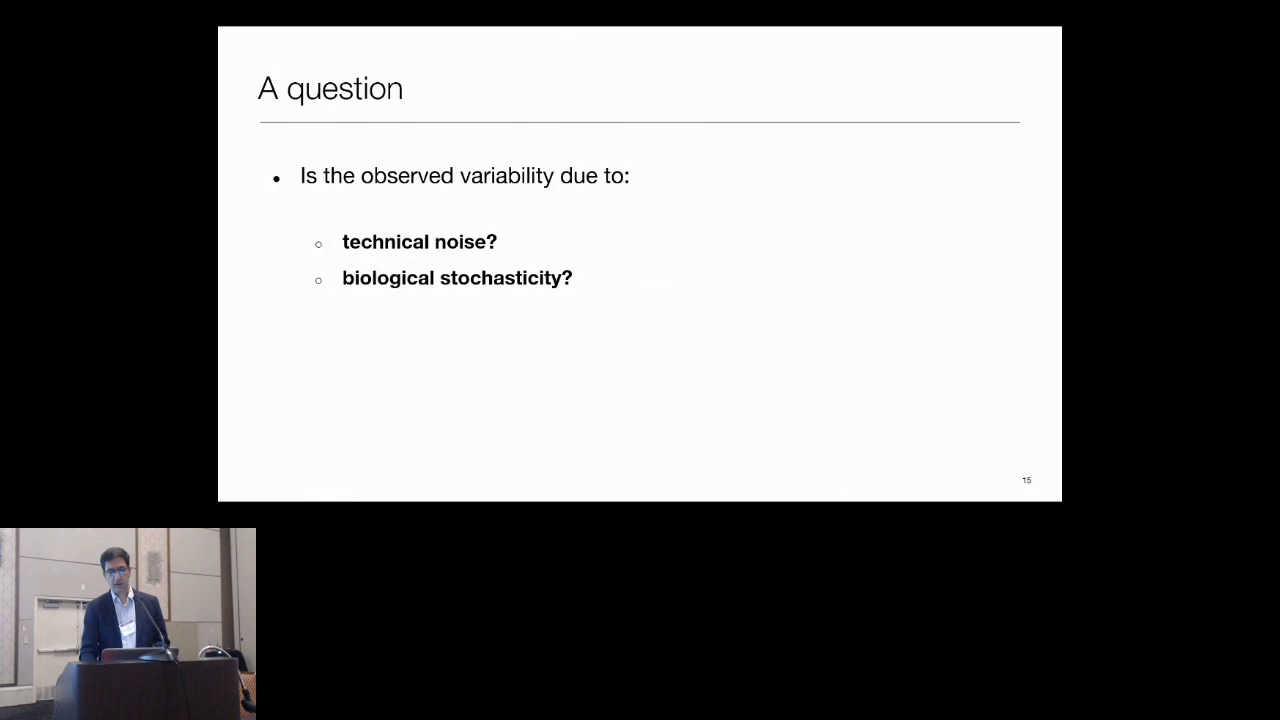 A question
• Is the observed variability due to:
○ technical noise?
○ biological stochasticity?
15